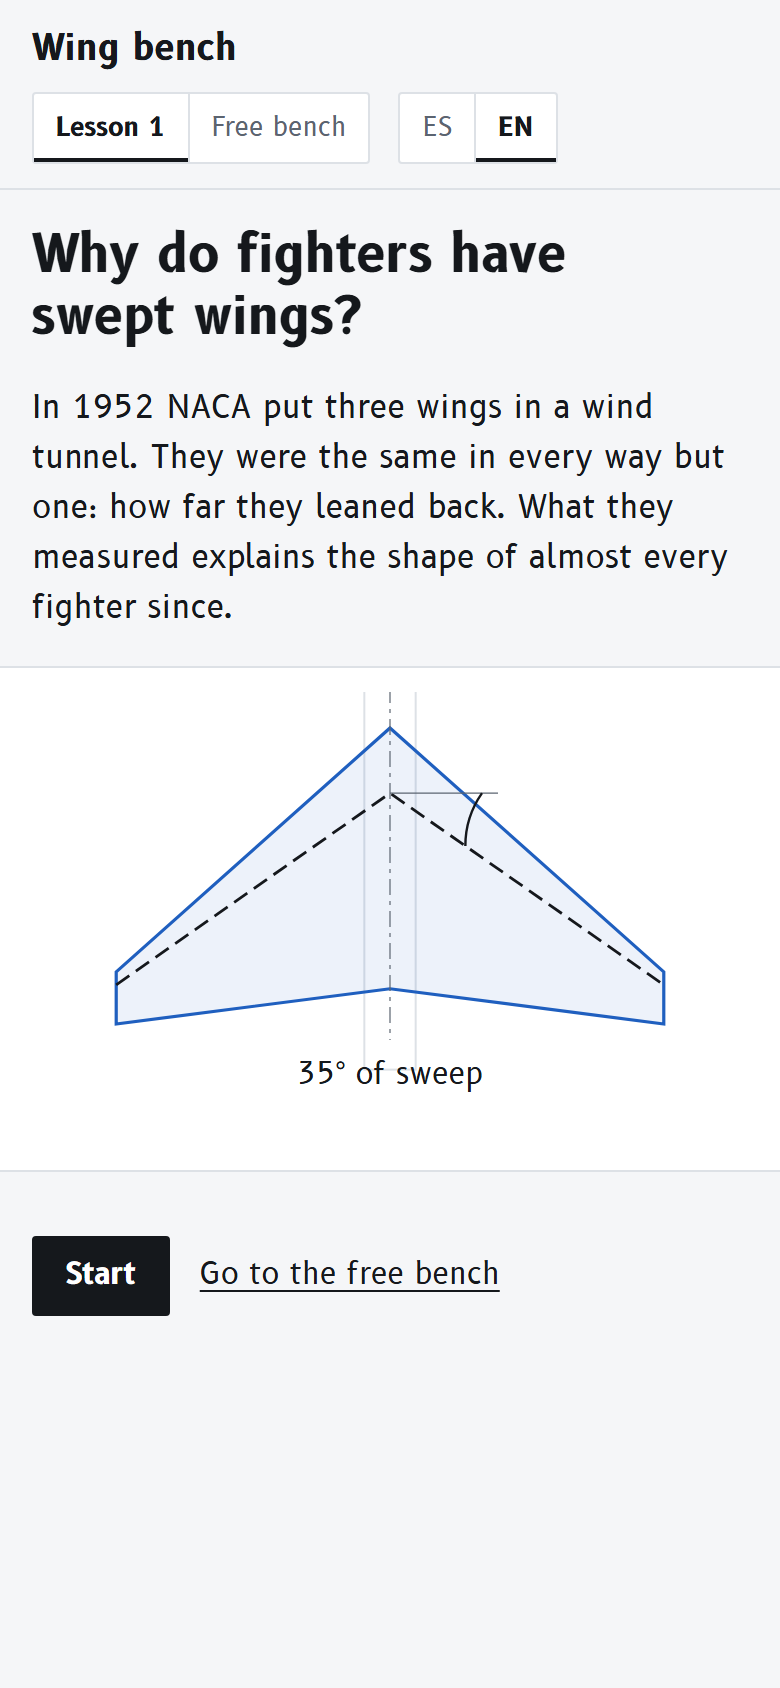 Wing bench
Lesson 1 Free bench ES EN
Why do fighters have
swept wings?
In 1952 NACA put three wings in a wind
tunnel. They were the same in every way but
one: how far they leaned back. What they
measured explains the shape of almost every
fighter since.
35° of sweep
Start Go to the free bench